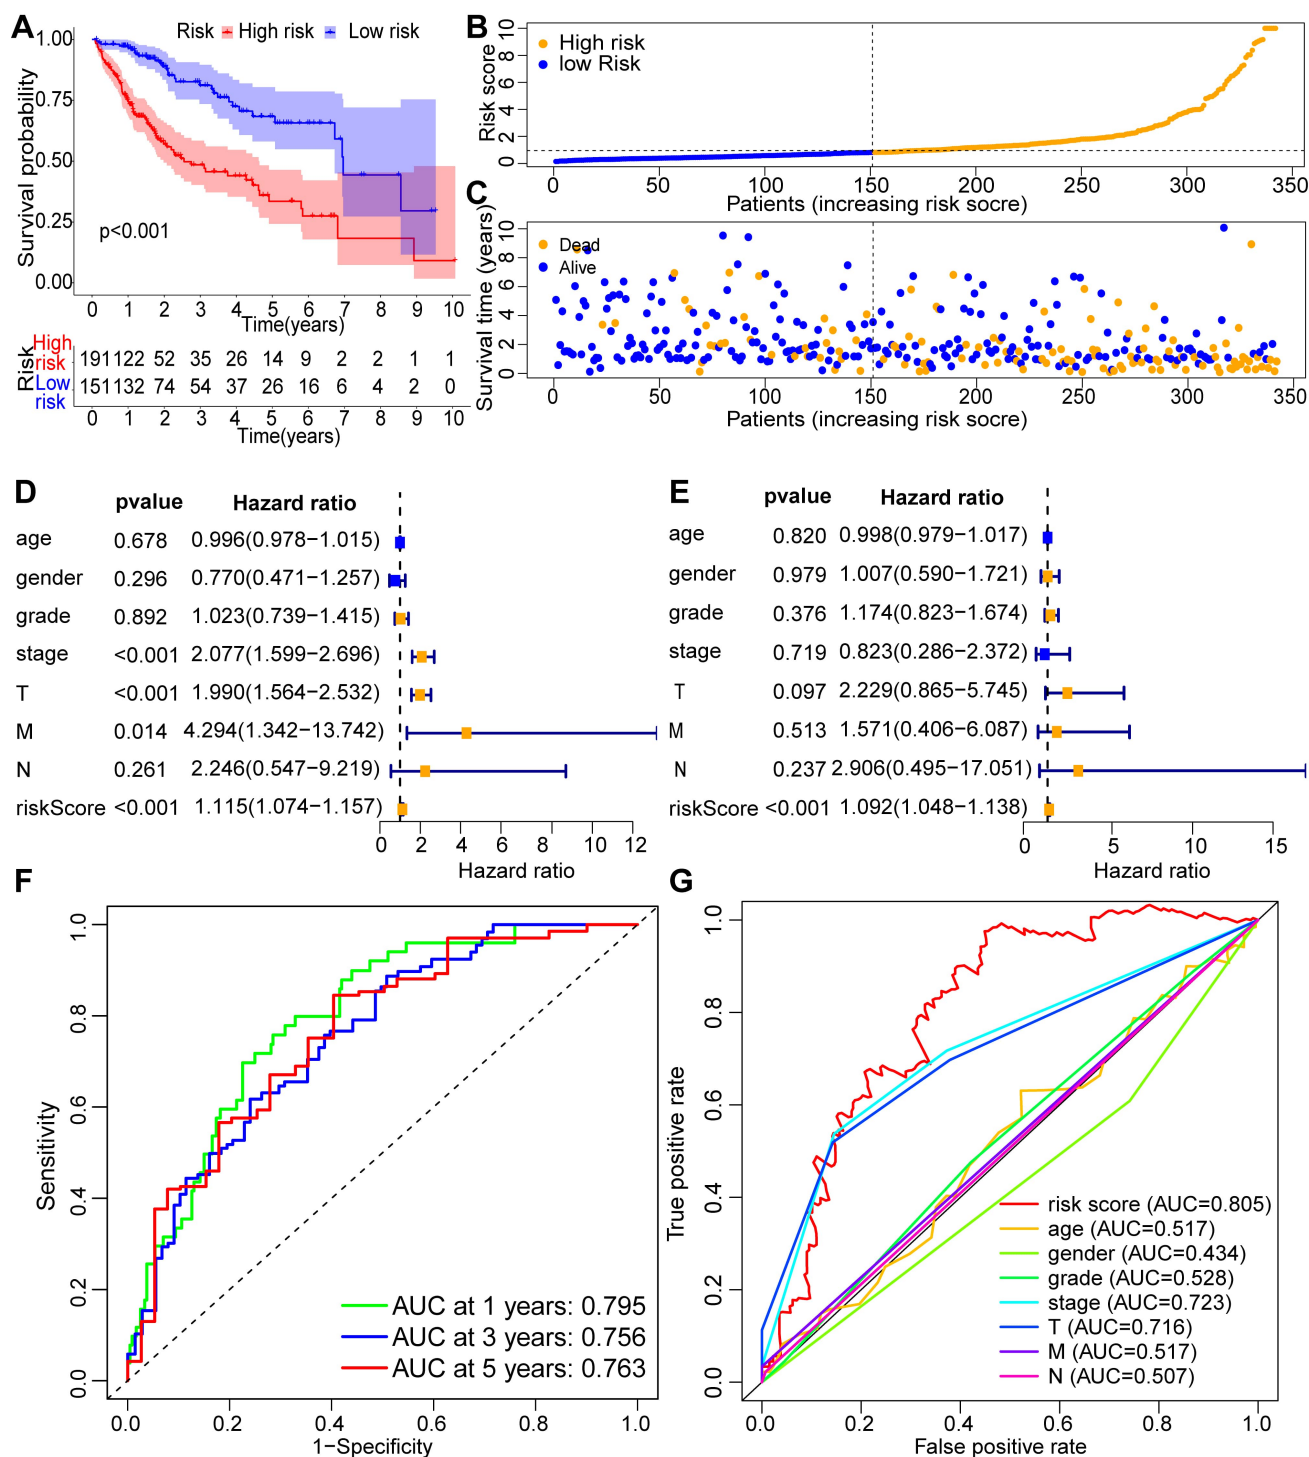 A
Risk High risk Low risk
Survival probability
1.00
0.75
0.50
0.25
0.00
p<0.001
0 1 2 3 4 5 6 7 8 9 10
Time(years)
Risk
High risk
191 122 52 35 26 14 9 2 2 1 1
Low risk
151 132 74 54 37 26 16 6 4 2 0
0 1 2 3 4 5 6 7 8 9 10
Time(years)
B
Risk score
10
8
6
4
2
0
High risk
low Risk
0 50 100 150 200 250 300 350
Patients (increasing risk socre)
C
Survival time (years)
10
8
6
4
2
0
Dead
Alive
0 50 100 150 200 250 300 350
Patients (increasing risk socre)
D
pvalue Hazard ratio
age 0.678 0.996(0.978−1.015)
gender 0.296 0.770(0.471−1.257)
grade 0.892 1.023(0.739−1.415)
stage <0.001 2.077(1.599−2.696)
T <0.001 1.990(1.564−2.532)
M 0.014 4.294(1.342−13.742)
N 0.261 2.246(0.547−9.219)
riskScore <0.001 1.115(1.074−1.157)
0 2 4 6 8 10 12
Hazard ratio
E
pvalue Hazard ratio
age 0.820 0.998(0.979−1.017)
gender 0.979 1.007(0.590−1.721)
grade 0.376 1.174(0.823−1.674)
stage 0.719 0.823(0.286−2.372)
T 0.097 2.229(0.865−5.745)
M 0.513 1.571(0.406−6.087)
N 0.237 2.906(0.495−17.051)
riskScore <0.001 1.092(1.048−1.138)
0 5 10 15
Hazard ratio
F
Sensitivity
1.0
0.8
0.6
0.4
0.2
0.0
AUC at 1 years: 0.795
AUC at 3 years: 0.756
AUC at 5 years: 0.763
0.0 0.2 0.4 0.6 0.8 1.0
1−Specificity
G
True positive rate
1.0
0.8
0.6
0.4
0.2
0.0
risk score (AUC=0.805)
age (AUC=0.517)
gender (AUC=0.434)
grade (AUC=0.528)
stage (AUC=0.723)
T (AUC=0.716)
M (AUC=0.517)
N (AUC=0.507)
0.0 0.2 0.4 0.6 0.8 1.0
False positive rate